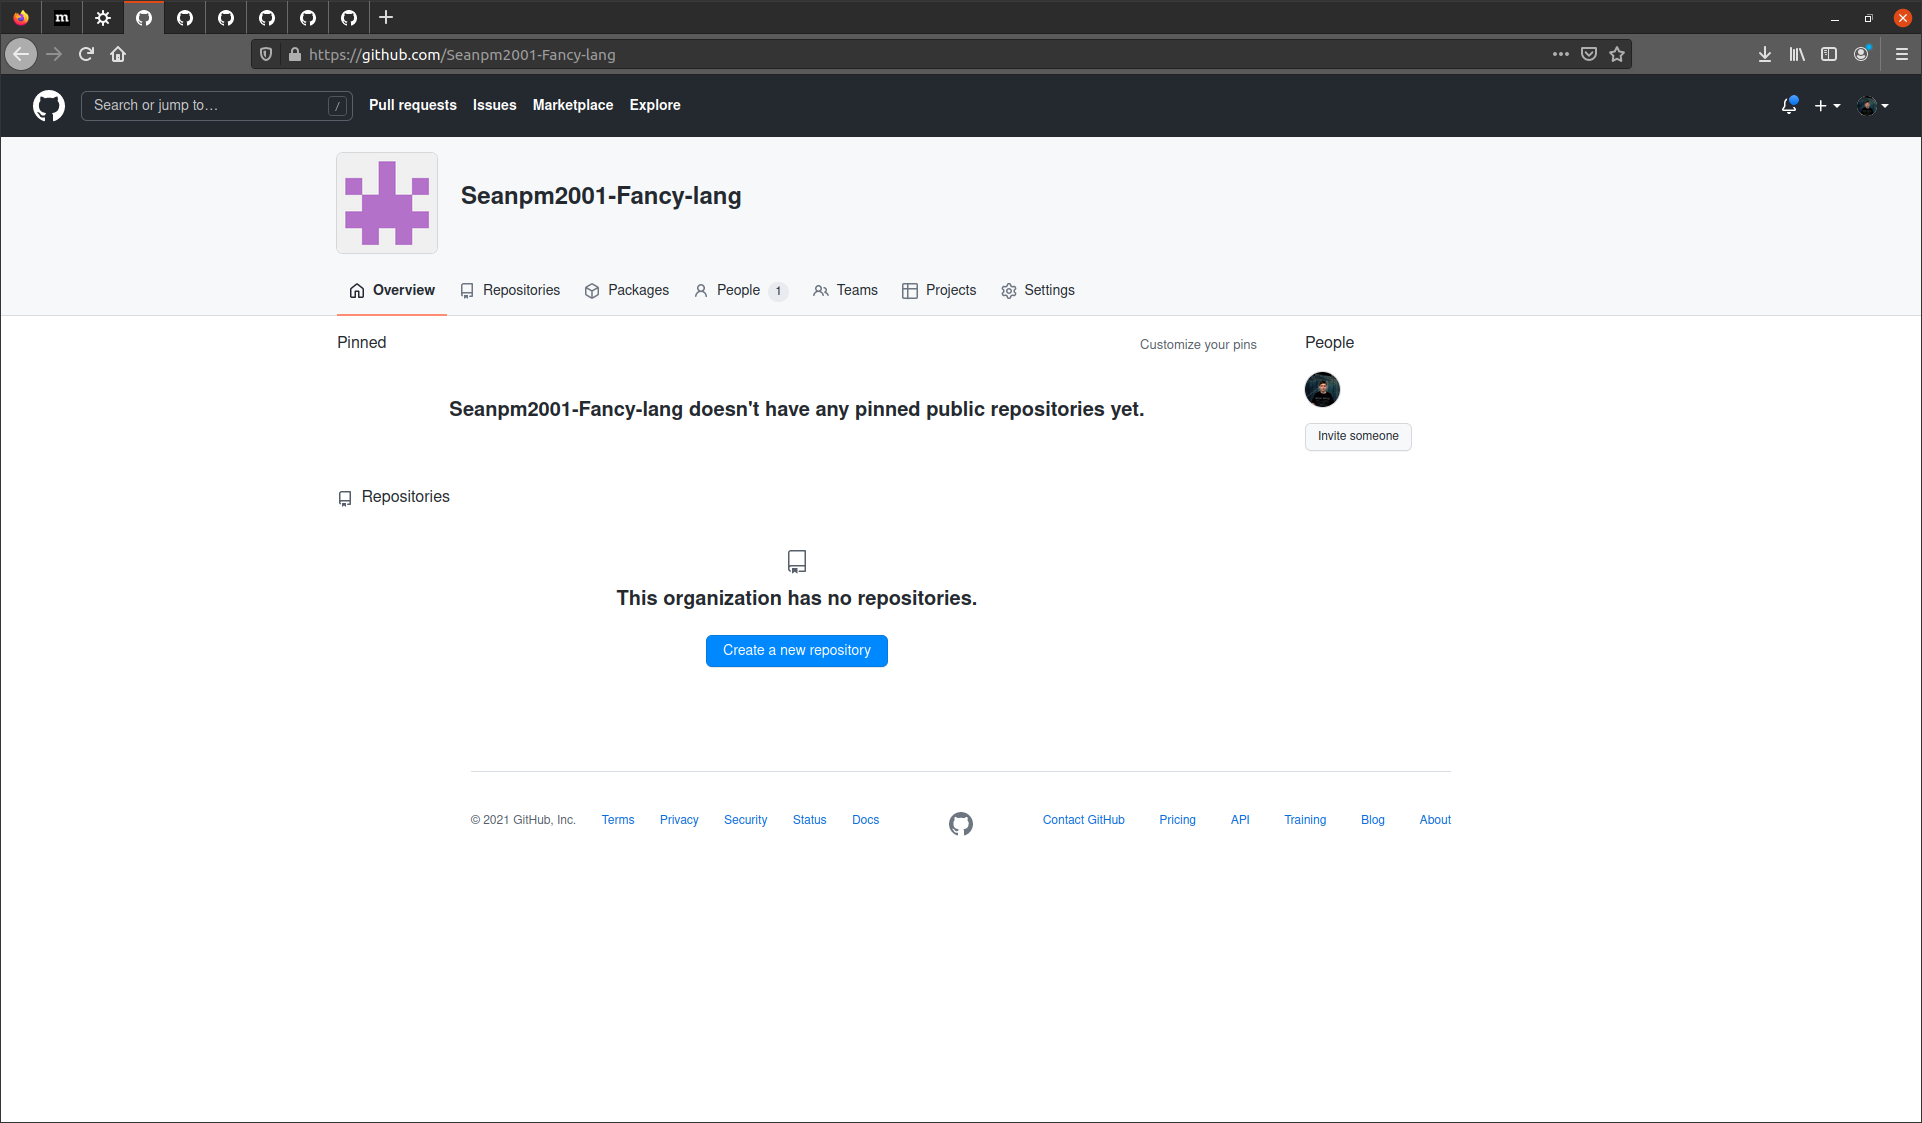 m
https://github.com/Seanpm2001-Fancy-lang
Search or jump to… /
Pull requests Issues Marketplace Explore
Seanpm2001-Fancy-lang
Overview Repositories Packages People 1 Teams Projects Settings
Pinned Customize your pins People
Seanpm2001-Fancy-lang doesn't have any pinned public repositories yet.
Invite someone
Repositories
This organization has no repositories.
Create a new repository
© 2021 GitHub, Inc. Terms Privacy Security Status Docs Contact GitHub Pricing API Training Blog About